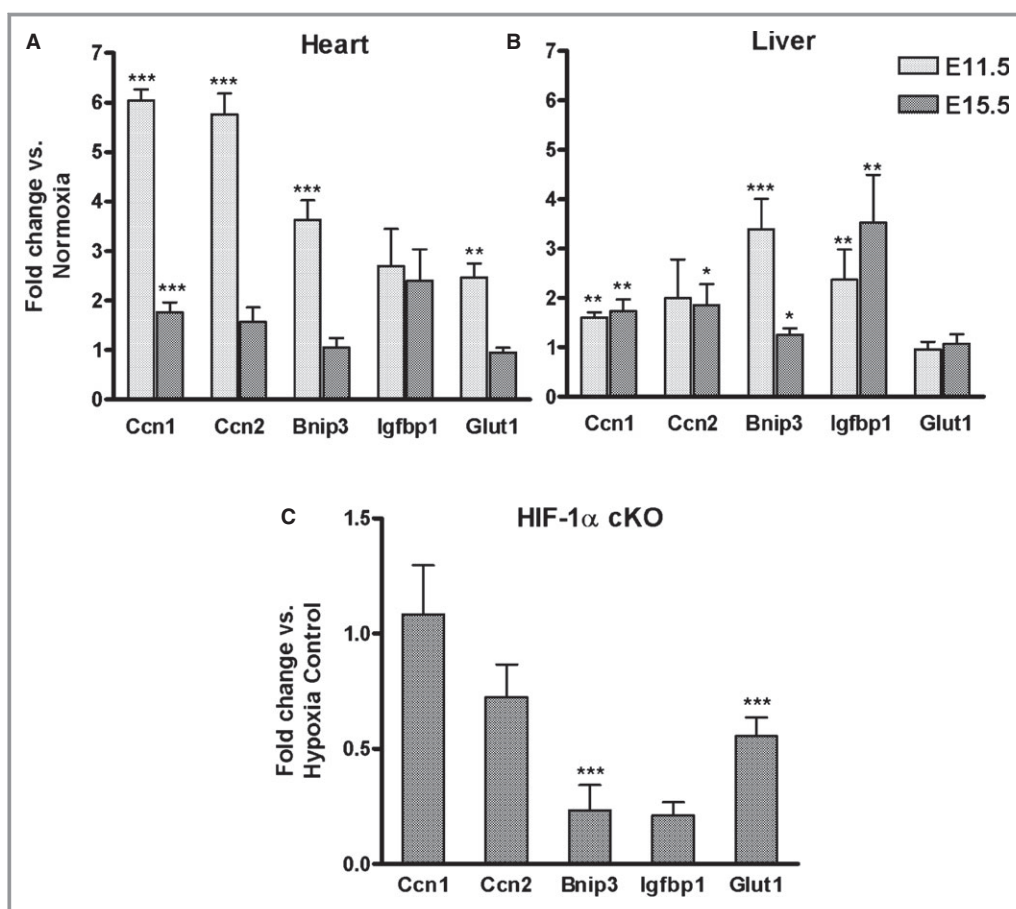 A
Heart
Fold change vs.
Normoxia
7
6
5
4
3
2
1
0
***
***
***
***
**
Ccn1 Ccn2 Bnip3 Igfbp1 Glut1
B
Liver
E11.5
E15.5
7
6
5
4
3
2
1
0
** **
*
***
*
** **
Ccn1 Ccn2 Bnip3 Igfbp1 Glut1
C
HIF-1α cKO
Fold change vs.
Hypoxia Control
1.5
1.0
0.5
0.0
***
***
Ccn1 Ccn2 Bnip3 Igfbp1 Glut1